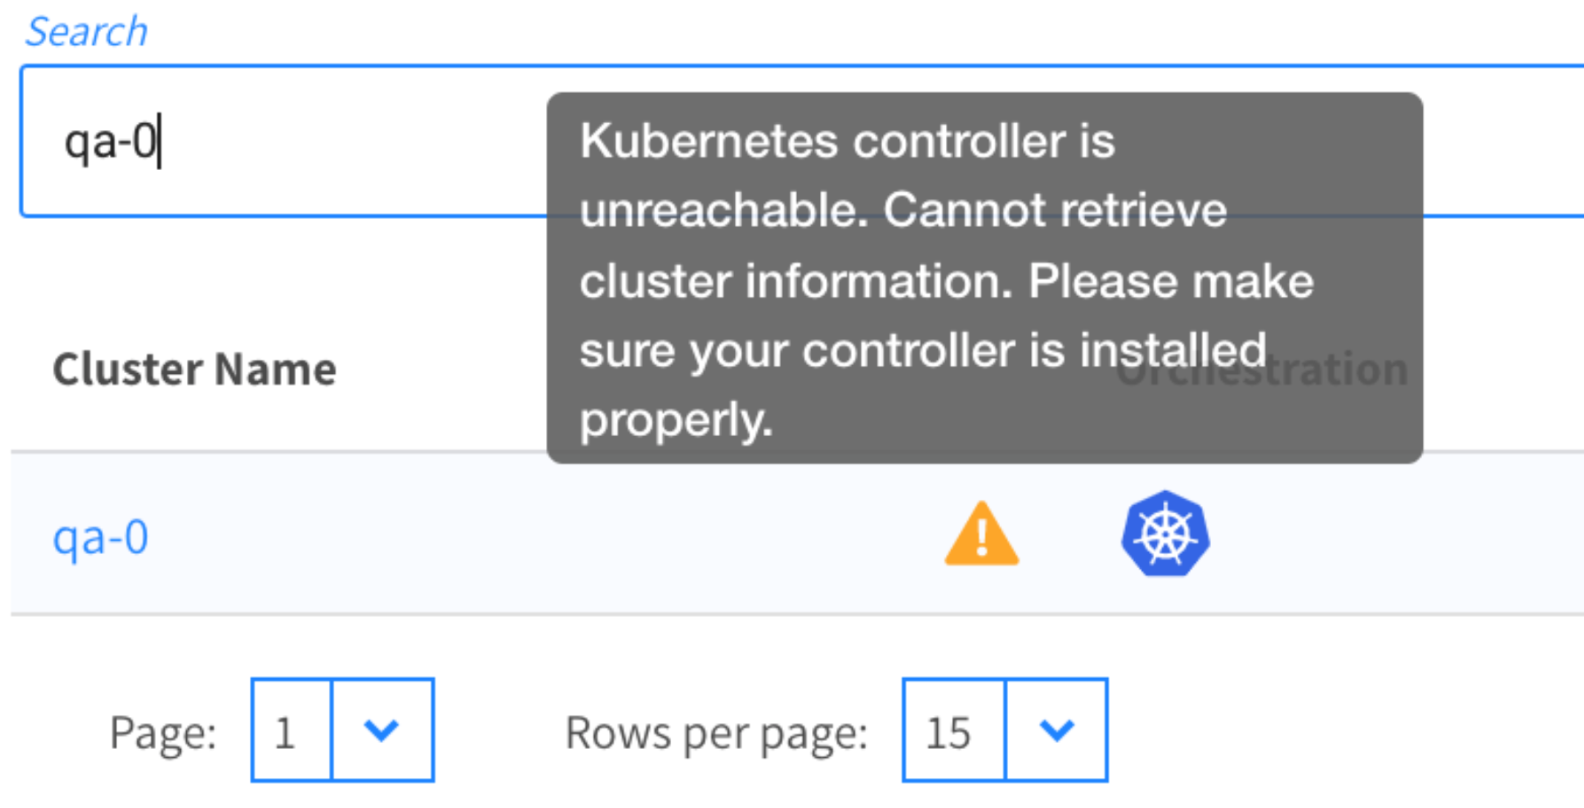 Search
qa-0
Kubernetes controller is
unreachable. Cannot retrieve
cluster information. Please make
sure your controller is installed
properly.
Cluster Name
Orchestration
qa-0
Page: 1
Rows per page: 15